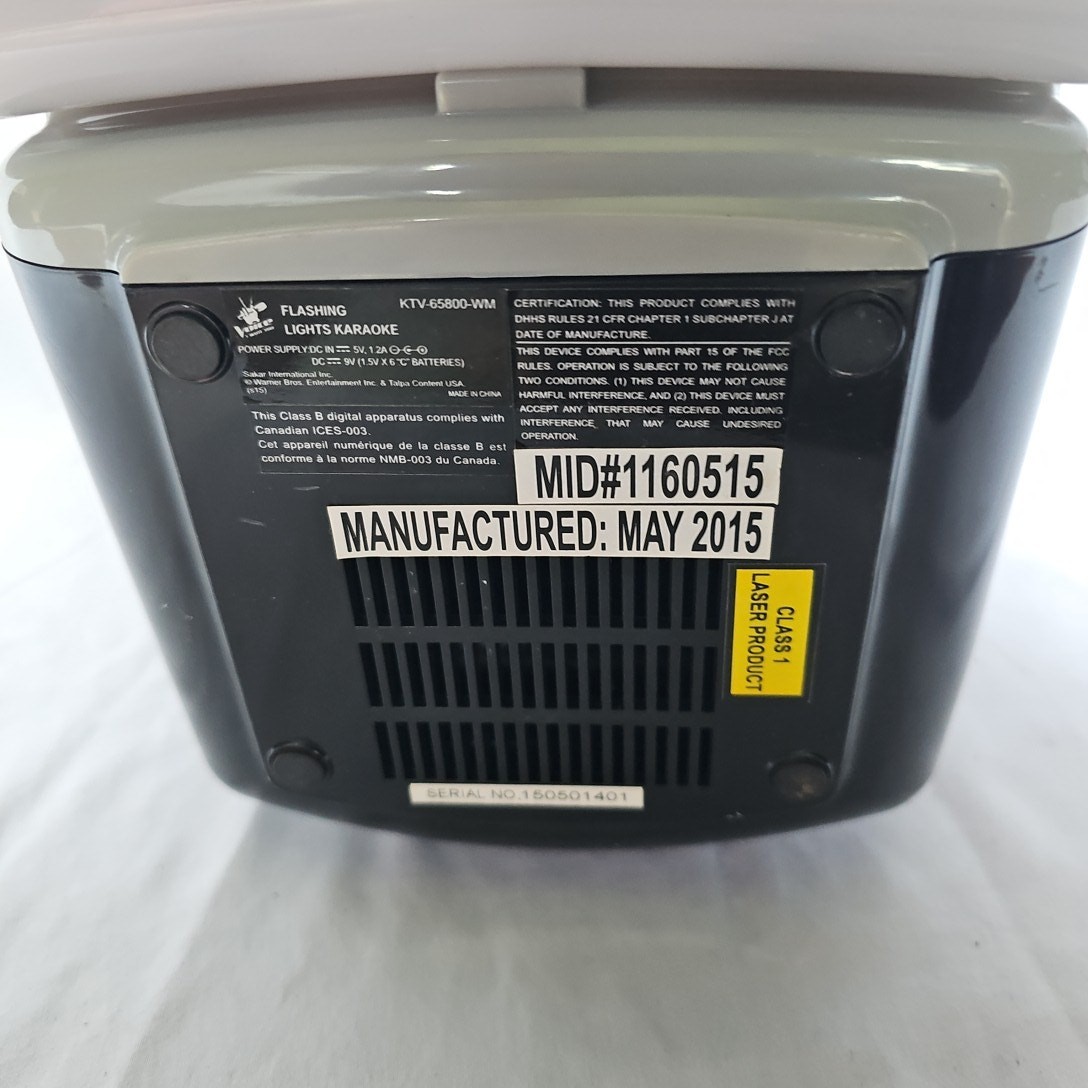 Voice
FLASHING
LIGHTS KARAOKE
KTV-65800-WM
POWER SUPPLY:DC IN 5V, 1.2A
DC 9V (1.5V X 6 "C" BATTERIES)
Sakar International Inc.
© Warner Bros. Entertainment Inc. & Talpa Content USA.
(s15)
MADE IN CHINA
This Class B digital apparatus complies with
Canadian ICES-003.
Cet appareil numérique de la classe B est
conforme à la norme NMB-003 du Canada.
CERTIFICATION: THIS PRODUCT COMPLIES WITH
DHHS RULES 21 CFR CHAPTER 1 SUBCHAPTER J AT
DATE OF MANUFACTURE.
THIS DEVICE COMPLIES WITH PART 15 OF THE FCC
RULES. OPERATION IS SUBJECT TO THE FOLLOWING
TWO CONDITIONS. (1) THIS DEVICE MAY NOT CAUSE
HARMFUL INTERFERENCE, AND (2) THIS DEVICE MUST
ACCEPT ANY INTERFERENCE RECEIVED. INCLUDING
INTERFERENCE THAT MAY CAUSE UNDESIRED
OPERATION.
MID#1160515
MANUFACTURED: MAY 2015
CLASS 1
LASER PRODUCT
SERIAL NO.150501401